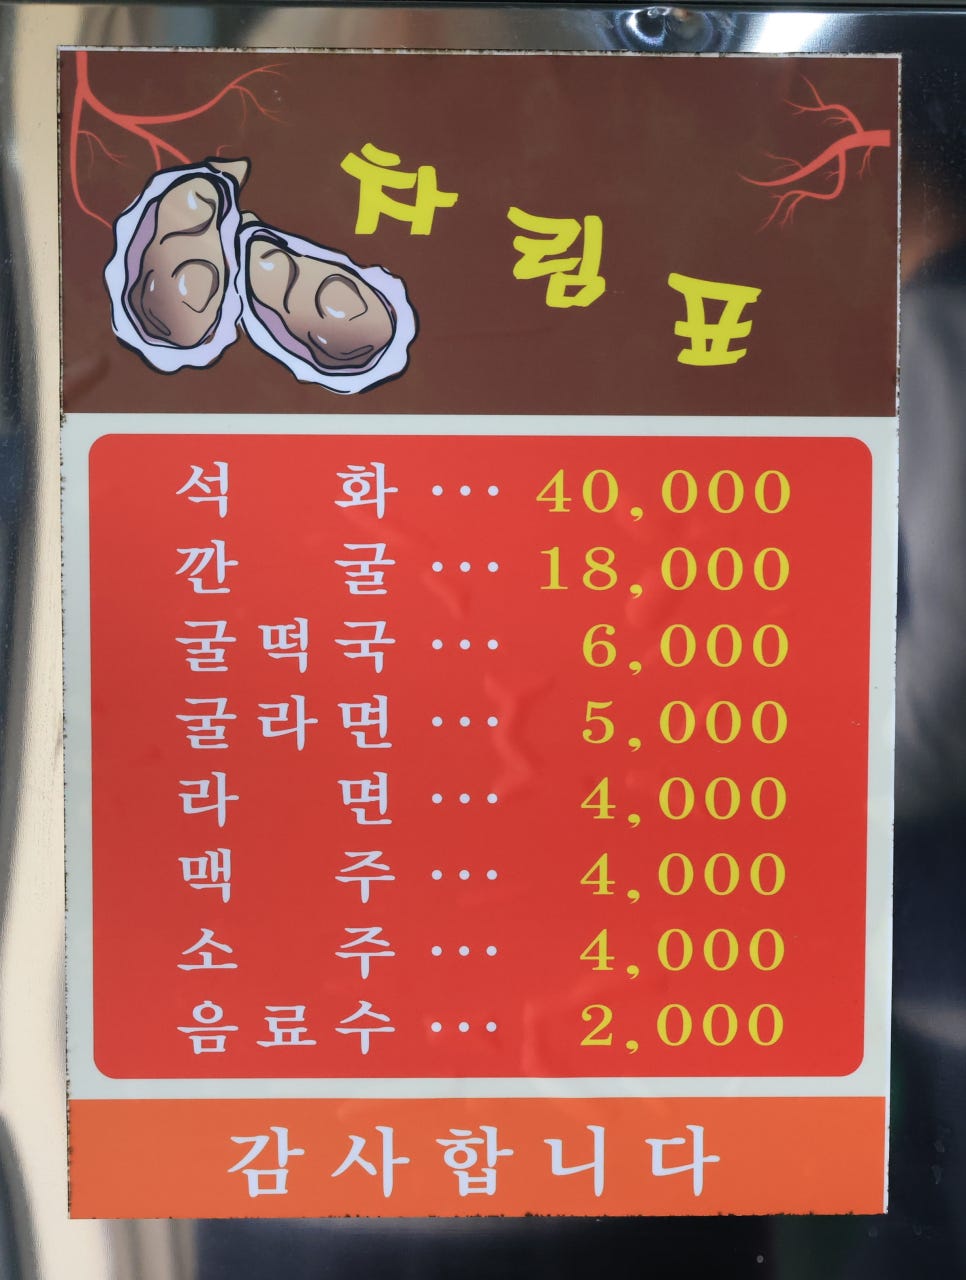 차림표
석 화 ··· 40,000
깐 굴 ··· 18,000
굴 떡 국 ··· 6,000
굴 라 면 ··· 5,000
라 면 ··· 4,000
맥 주 ··· 4,000
소 주 ··· 4,000
음 료 수 ··· 2,000
감 사 합 니 다